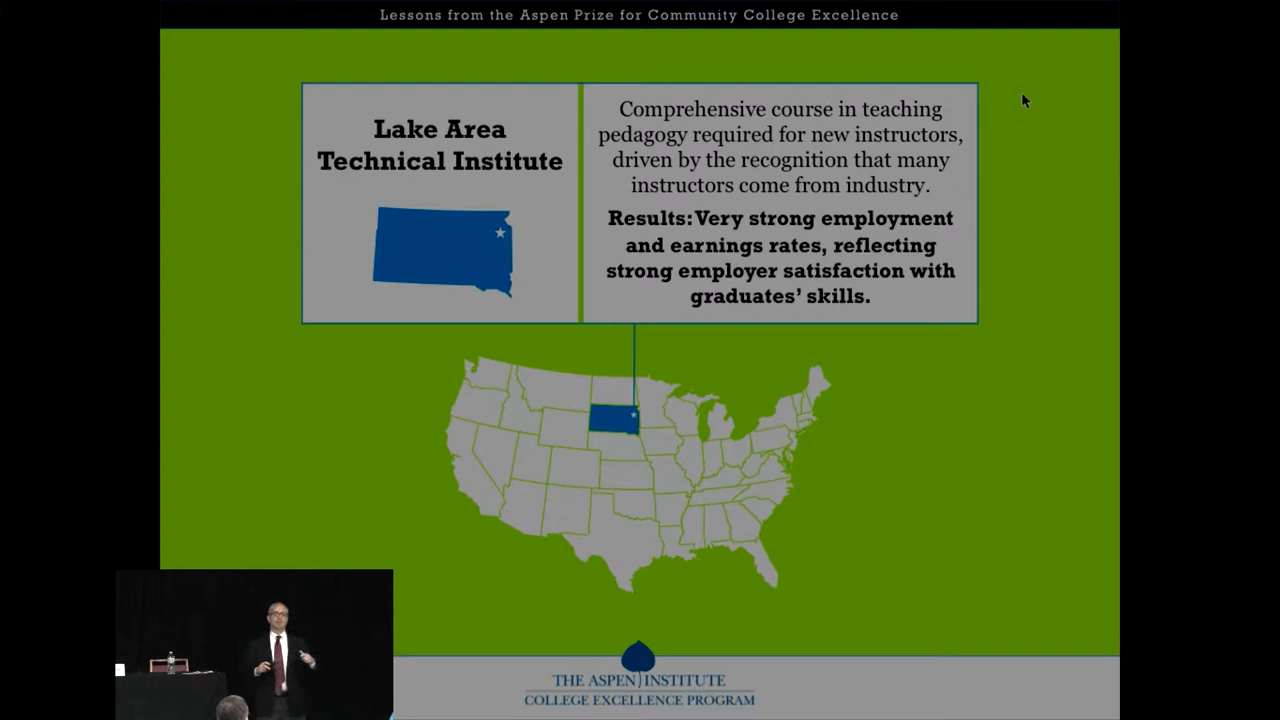 Lessons from the Aspen Prize for Community College Excellence
Lake Area
Technical Institute
Comprehensive course in teaching
pedagogy required for new instructors,
driven by the recognition that many
instructors come from industry.
Results: Very strong employment
and earnings rates, reflecting
strong employer satisfaction with
graduates’ skills.
THE ASPEN INSTITUTE
COLLEGE EXCELLENCE PROGRAM